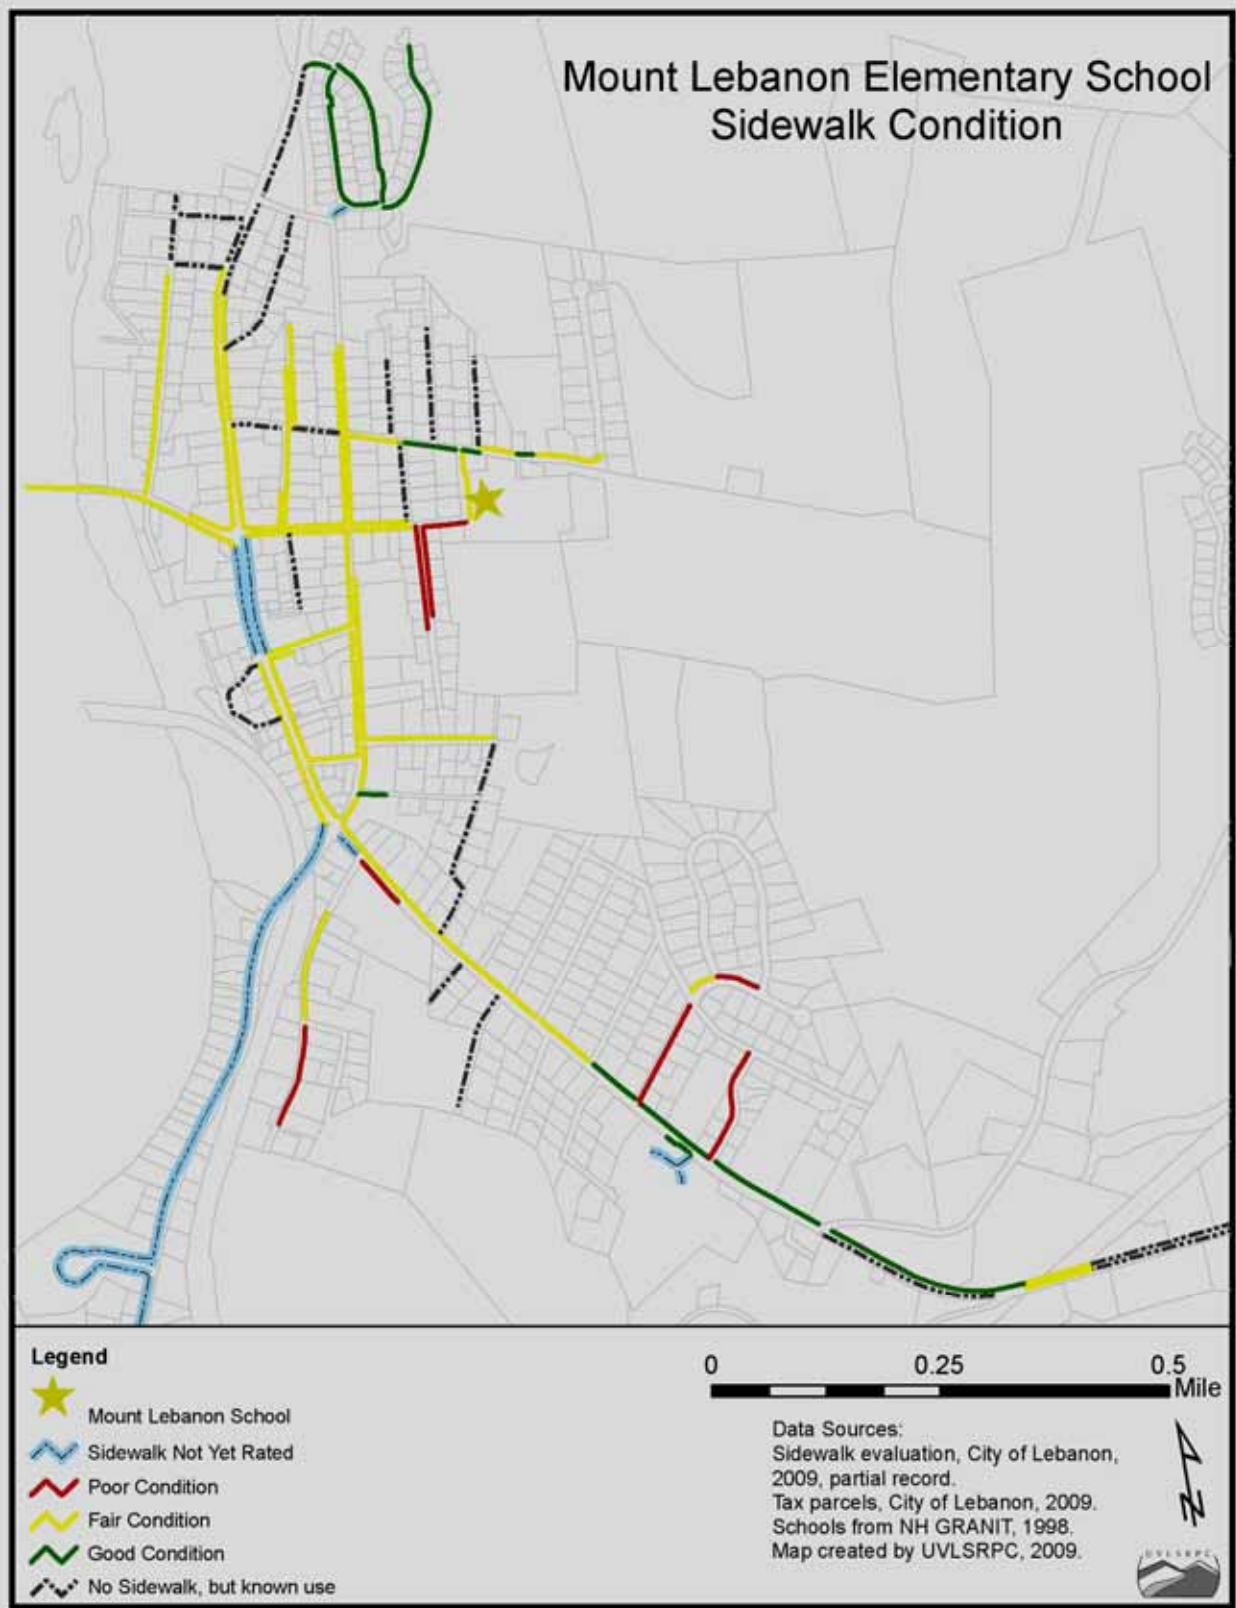 Mount Lebanon Elementary School
Sidewalk Condition
Legend
Mount Lebanon School
Sidewalk Not Yet Rated
Poor Condition
Fair Condition
Good Condition
No Sidewalk, but known use
0 0.25 0.5
Mile
Data Sources:
Sidewalk evaluation, City of Lebanon,
2009, partial record.
Tax parcels, City of Lebanon, 2009.
Schools from NH GRANIT, 1998.
Map created by UVLSRPC, 2009.
N
UVLSRPC